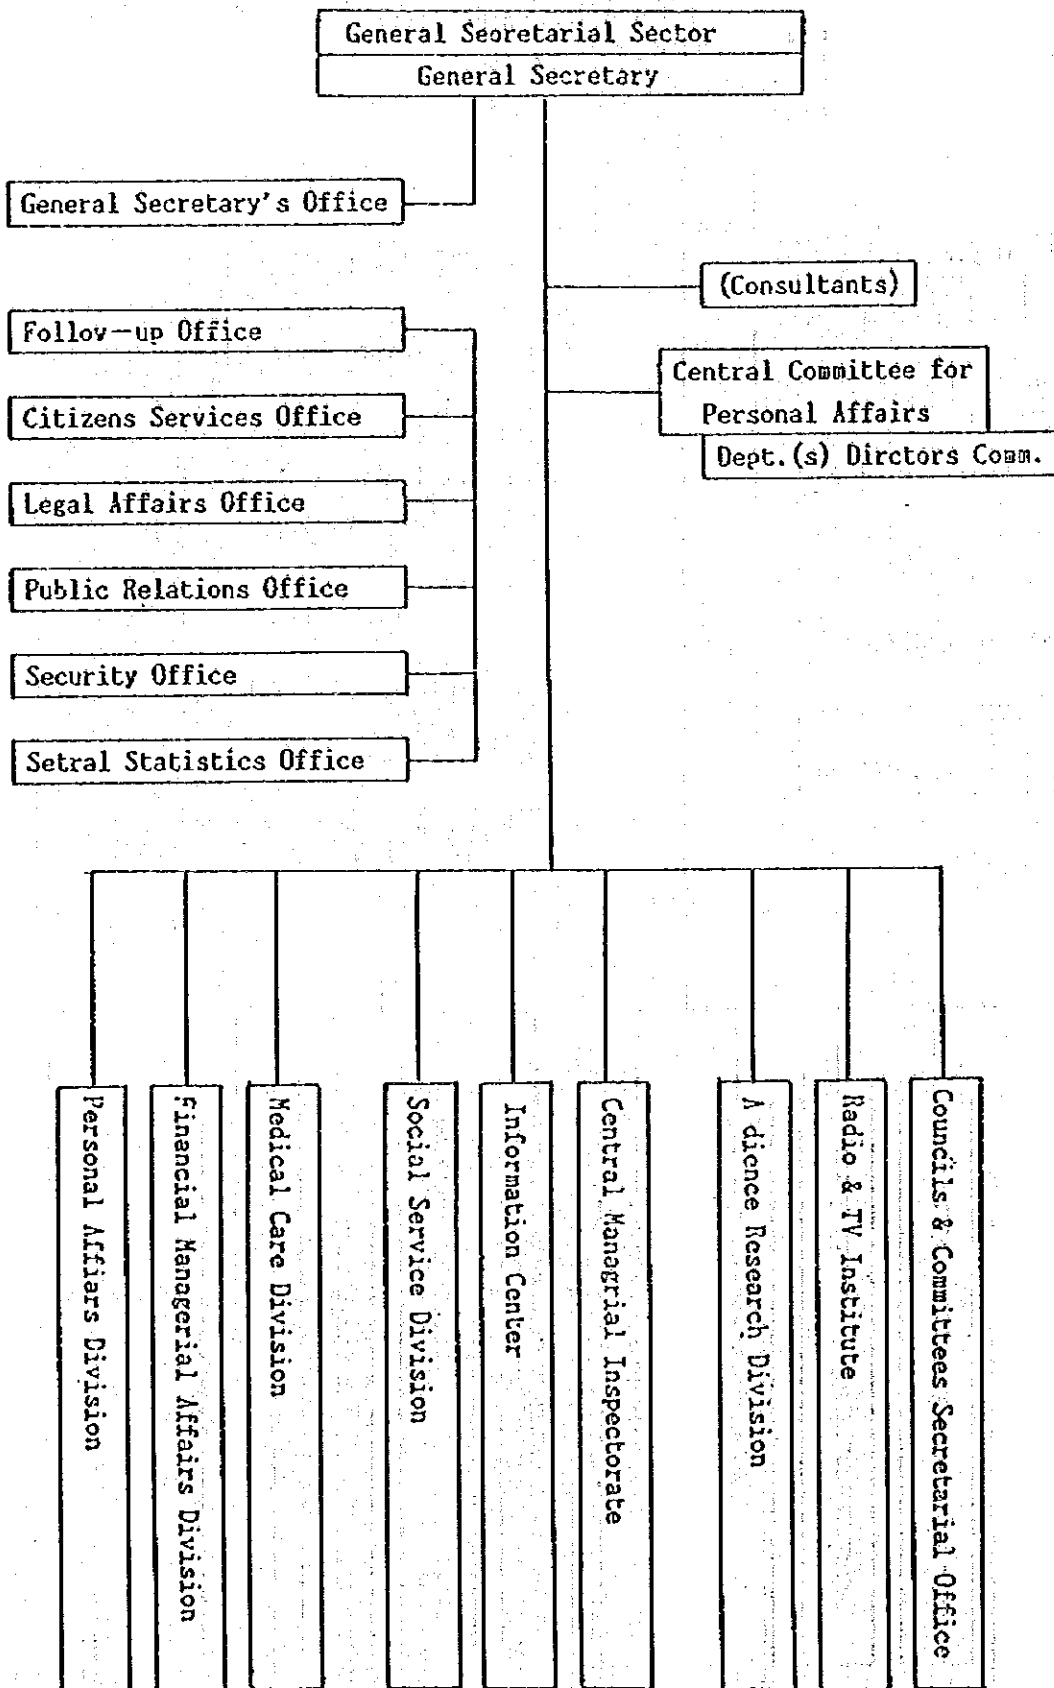 General Seoretarial Sector
General Secretary
General Secretary's Office
(Consultants)
Follov-up Office
Central Committee for
Personal Affairs
Dept.(s) Dirctors Comm.
Citizens Services Office
Legal Affairs Office
Public Relations Office
Security Office
Setral Statistics Office
Personal Affiars Division
Financial Managerial Affairs Division
Medical Care Division
Social Service Division
Information Center
Central Managrial Inspectorate
A dience Research Division
Radio & TV Institute
Councils & Committees Secretarial Office